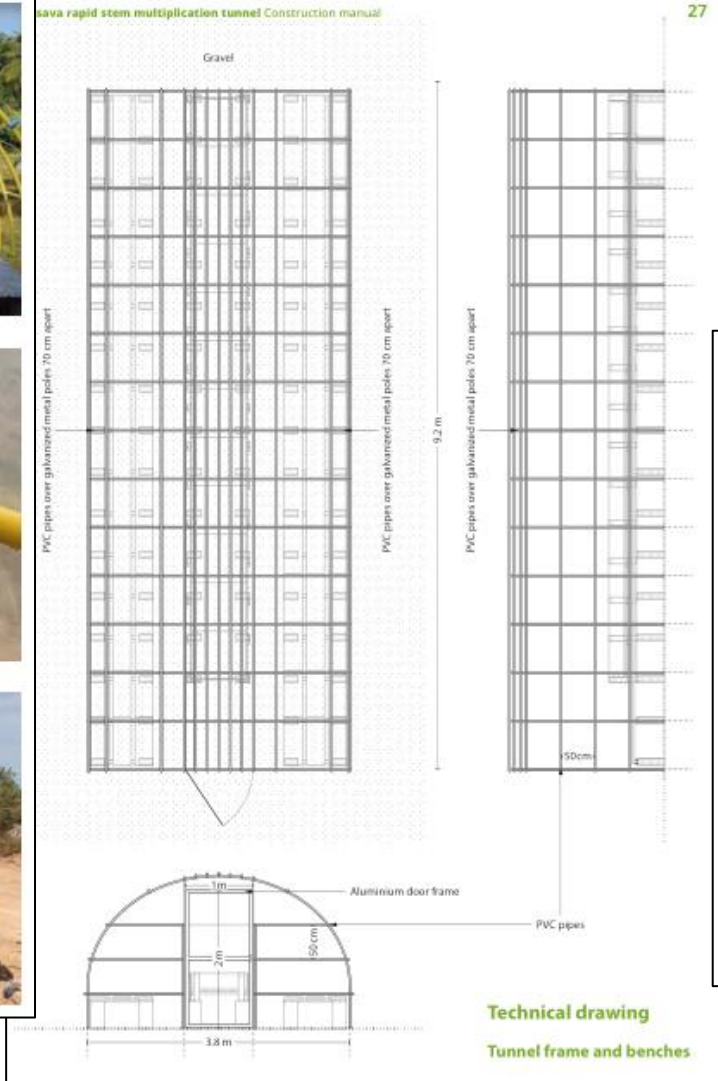 sava rapid stem multiplication tunnel Construction manual
27
Gravel
PVC pipes over galvanized metal poles 70 cm apart
PVC pipes over galvanized metal poles 70 cm apart
9.2 m
PVC pipes over galvanized metal poles 70 cm apart
50cm
1m
Aluminium door frame
PVC pipes
50 cm
2m
3.8 m
Technical drawing
Tunnel frame and benches